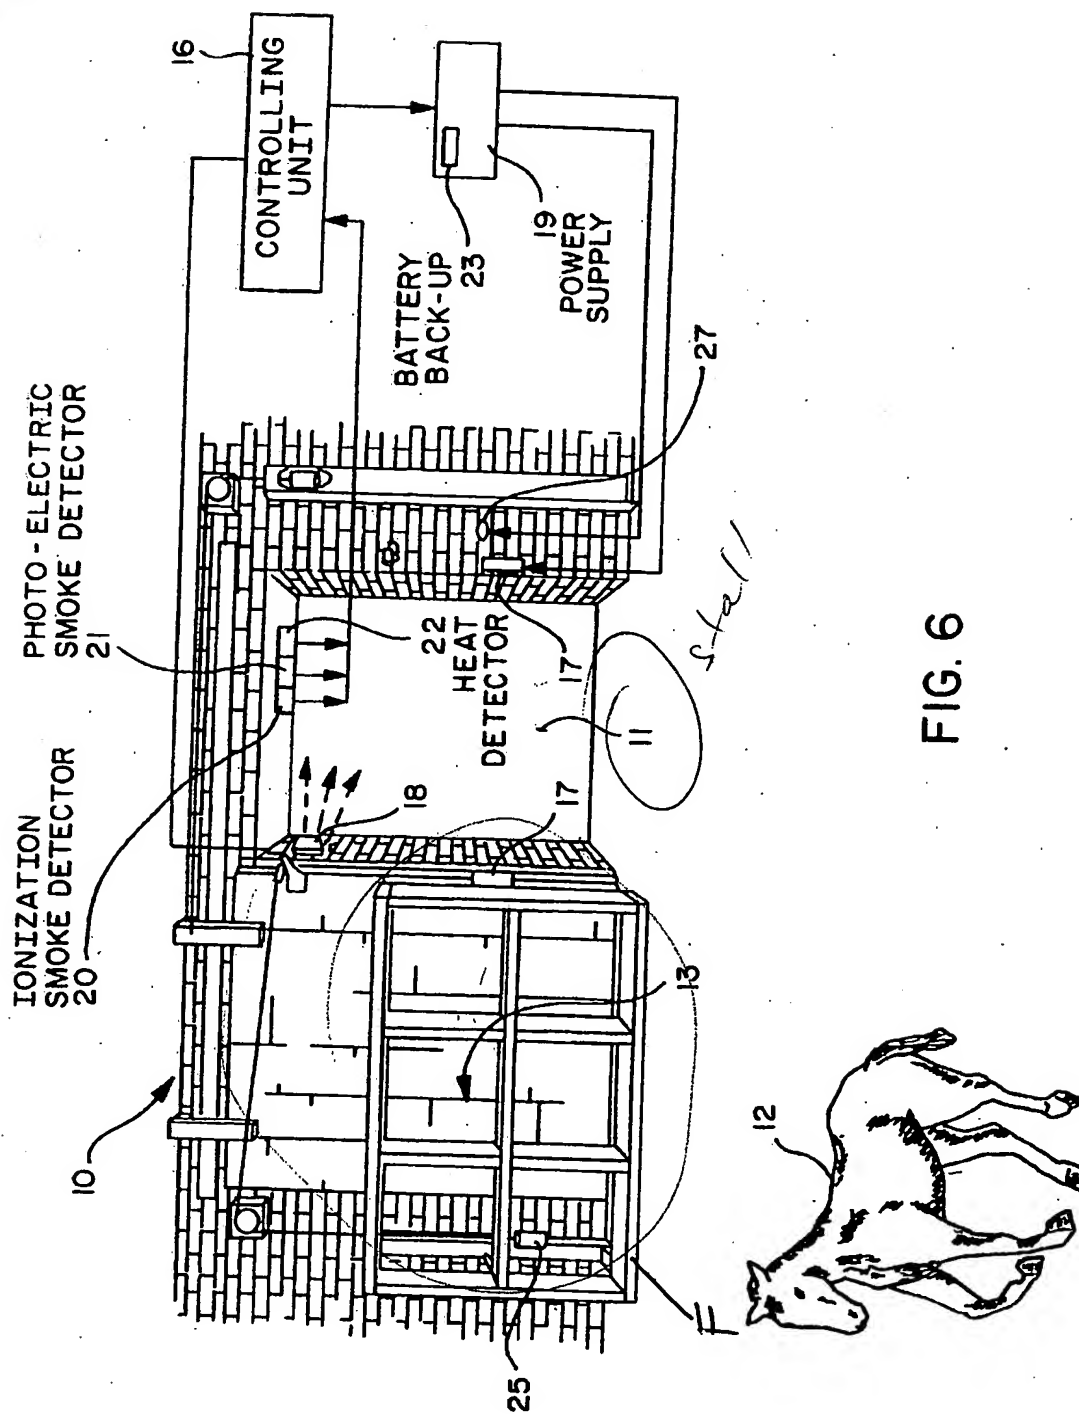 IONIZATION
SMOKE DETECTOR
20
PHOTO-ELECTRIC
SMOKE DETECTOR
21
16
CONTROLLING
UNIT
10
22
HEAT
DETECTOR
18
BATTERY
BACK-UP
23
19
POWER
SUPPLY
17
17
27
13
11
stall
25
F
12
FIG. 6